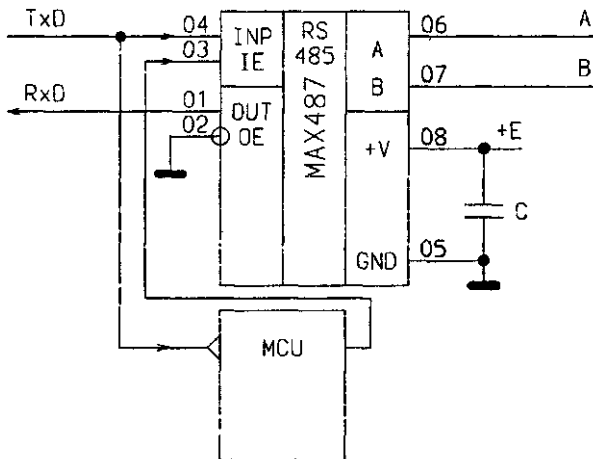 TxD
04
INP
RS
485
A
06
A
03
IE
B
07
B
RxD
01
OUT
MAX487
02
OE
+V
08
+E
C
GND
05
MCU